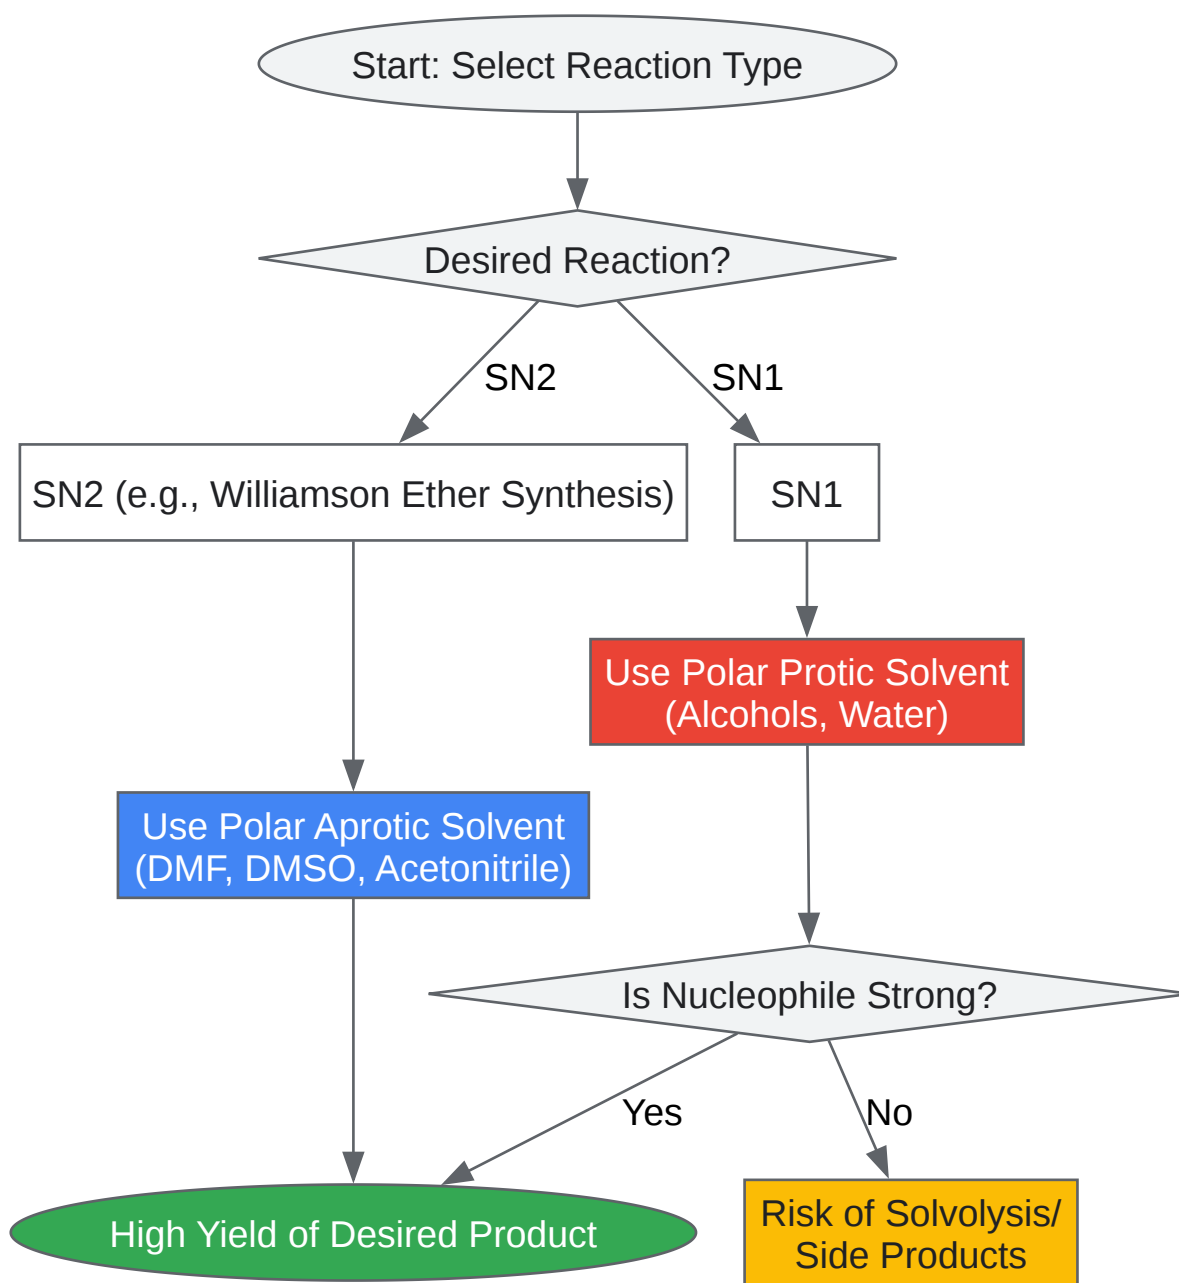 Start: Select Reaction Type
Desired Reaction?
SN2
SN1
SN2 (e.g., Williamson Ether Synthesis)
SN1
Use Polar Protic Solvent
(Alcohols, Water)
Use Polar Aprotic Solvent
(DMF, DMSO, Acetonitrile)
Is Nucleophile Strong?
Yes
No
High Yield of Desired Product
Risk of Solvolysis/
Side Products